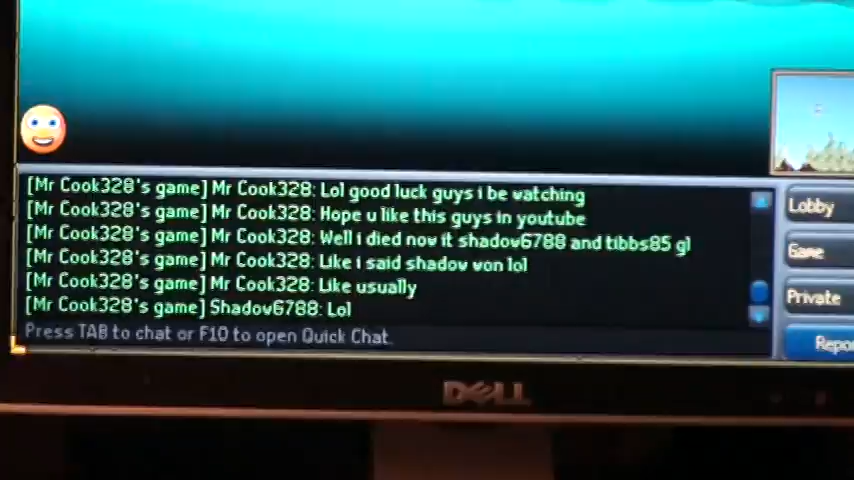 [Mr Cook328's game] Mr Cook328: Lol good luck guys i be watching
[Mr Cook328's game] Mr Cook328: Hope u like this guys in youtube
[Mr Cook328's game] Mr Cook328: Well i died now it shadow6788 and tibbs85 gl
[Mr Cook328's game] Mr Cook328: Like i said shadow won lol
[Mr Cook328's game] Mr Cook328: Like usually
[Mr Cook328's game] Shadow6788: Lol
Press TAB to chat or F10 to open Quick Chat.
Lobby
Game
Private
Repor
DELL